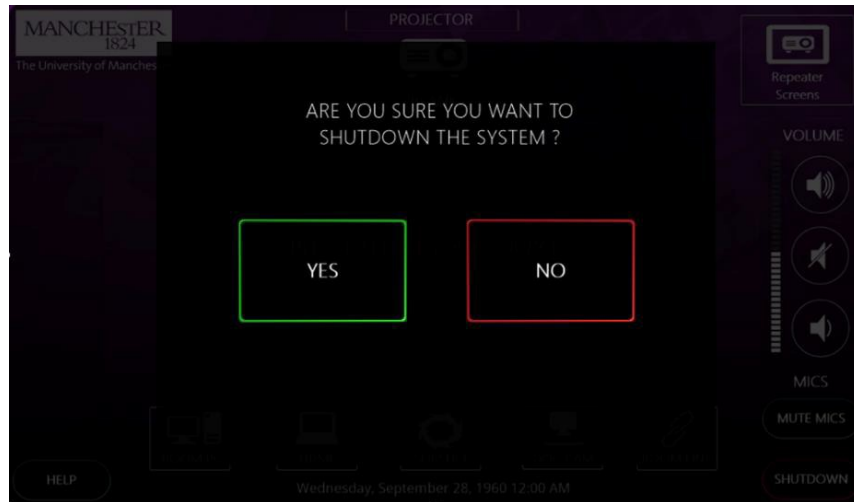 MANCHESTER
1824
The University of Manches
PROJECTOR
Repeater
Screens
ARE YOU SURE YOU WANT TO
SHUTDOWN THE SYSTEM ?
VOLUME
YES
NO
MICS
MUTE MICS
HELP
Wednesday, September 28, 1960 12:00 AM
SHUTDOWN